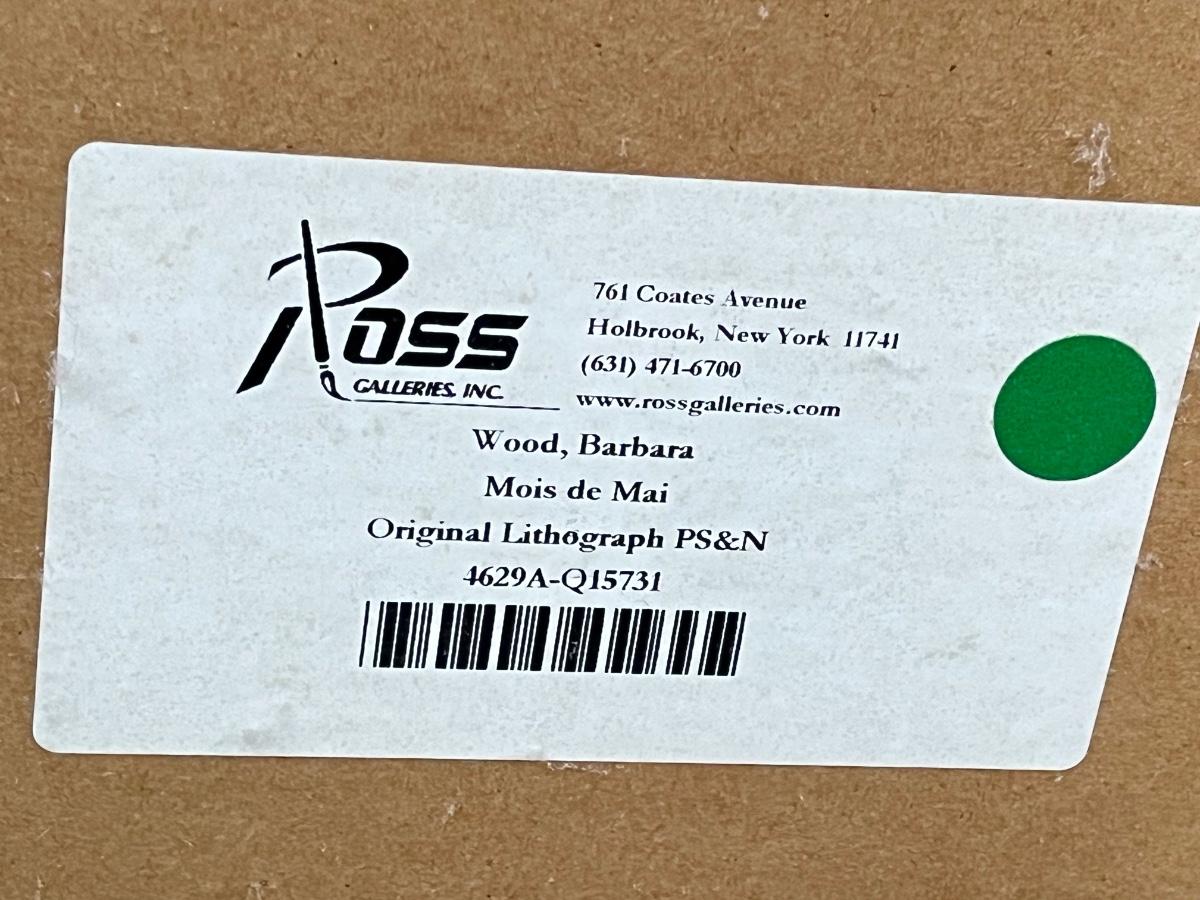 ROSS
GALLERIES, INC.
761 Coates Avenue
Holbrook, New York 11741
(631) 471-6700
www.rossgalleries.com
Wood, Barbara
Mois de Mai
Original Lithograph PS&N
4629A-Q15731